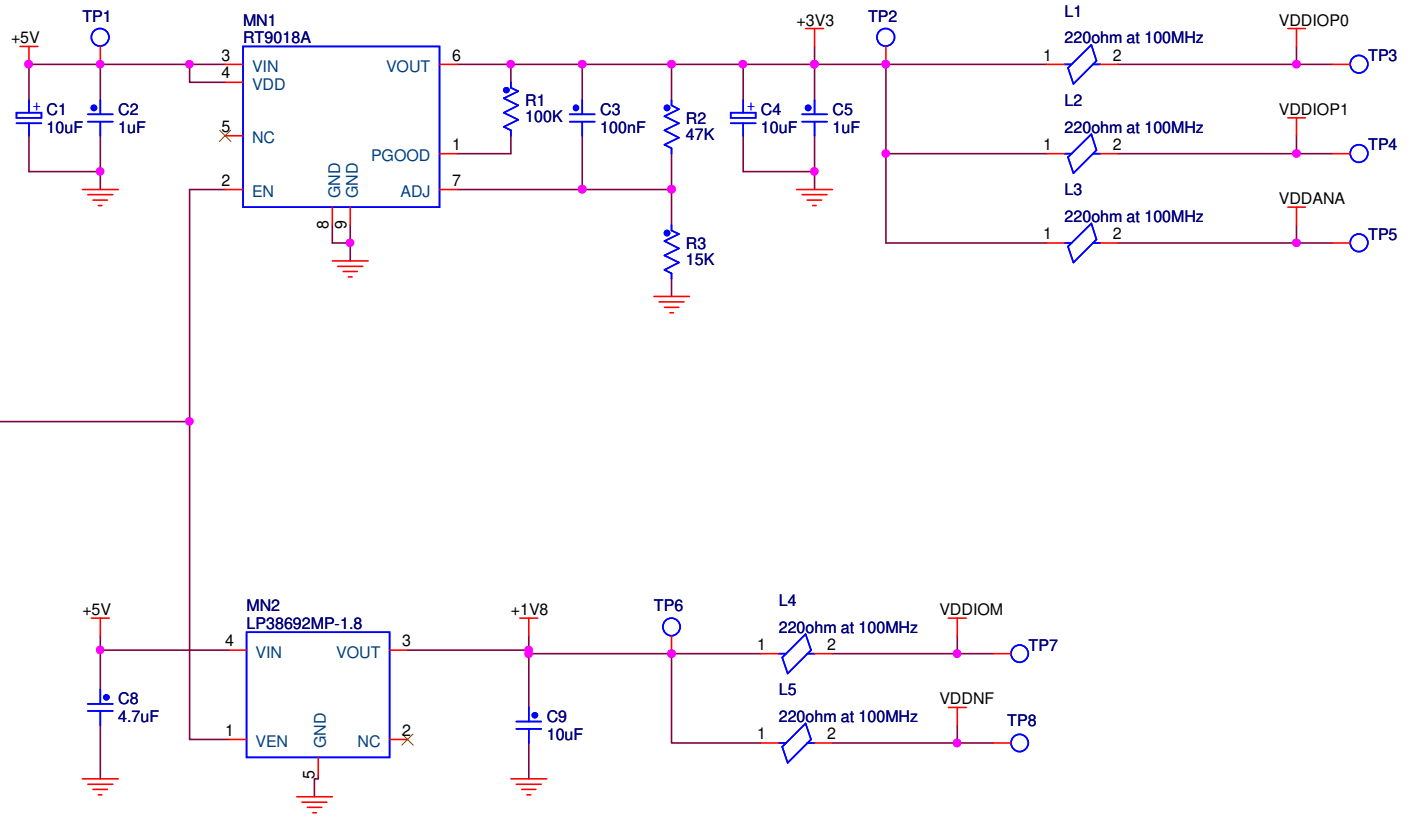 +5V
TP1
MN1
RT9018A
3
VIN
4
VDD
5
NC
2
EN
GND
GND
8
9
VOUT
6
PGOOD
1
ADJ
7
+
C1
10uF
C2
1uF
R1
100K
C3
100nF
R2
47K
R3
15K
+
C4
10uF
+3V3
C5
1uF
TP2
L1
220ohm at 100MHz
1
2
VDDIOP0
TP3
L2
220ohm at 100MHz
1
2
VDDIOP1
TP4
L3
220ohm at 100MHz
1
2
VDDANA
TP5
+5V
C8
4.7uF
MN2
LP38692MP-1.8
4
VIN
1
VEN
GND
5
VOUT
3
NC
2
+1V8
C9
10uF
TP6
L4
220ohm at 100MHz
1
2
VDDIOM
TP7
L5
220ohm at 100MHz
1
2
VDDNF
TP8